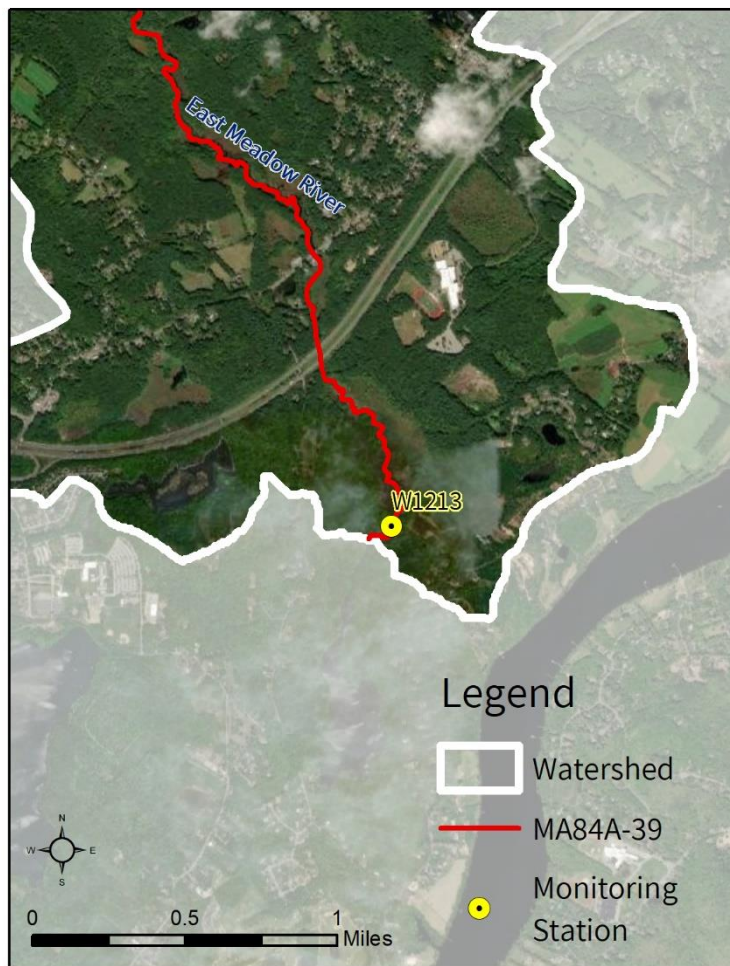 East Meadow River
W1213
Legend
Watershed
MA84A-39
Monitoring
Station
N
W E
S
0 0.5 1
Miles